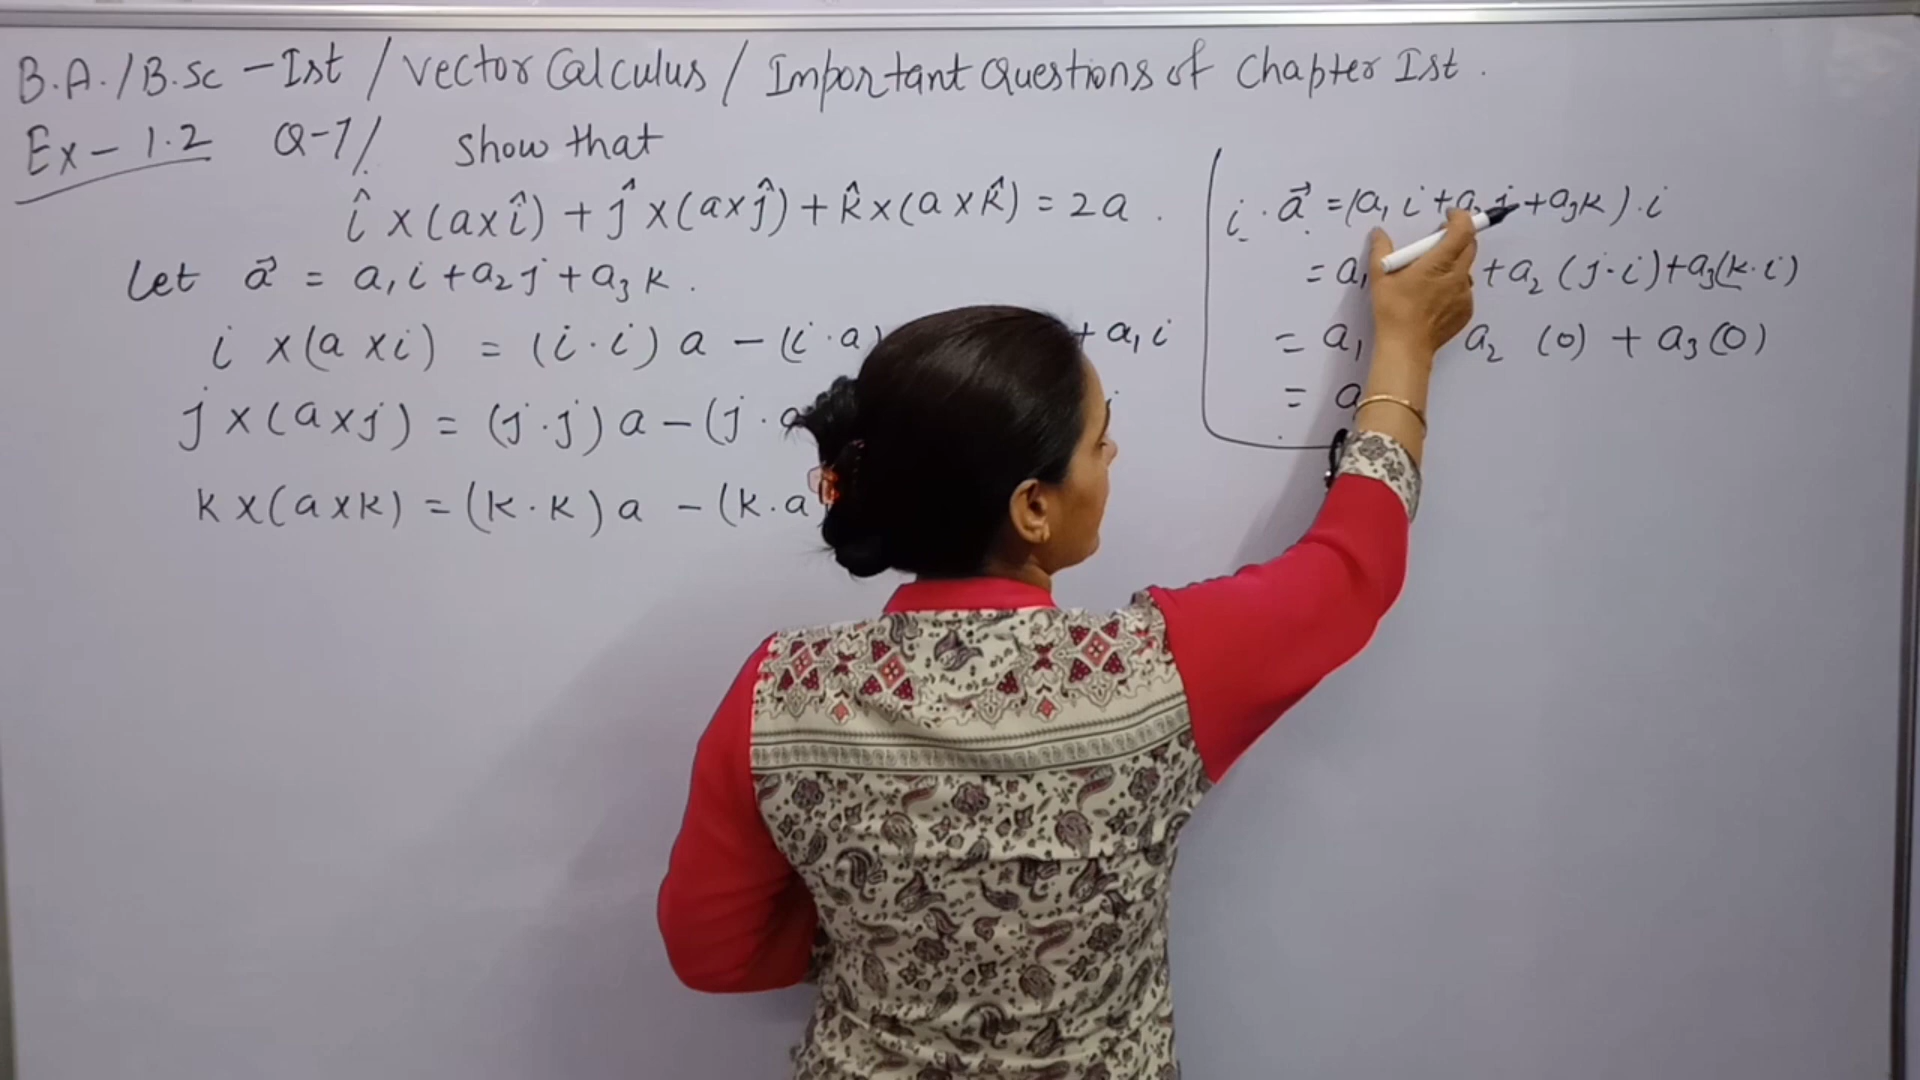 B.A./B.Sc - Ist / Vector Calculus / Important Questions of Chapter Ist.
Ex - 1.2 Q-7/. Show that
î × (a × î) + ĵ × (a × ĵ) + k̂ × (a × k̂) = 2a.
Let a⃗ = a₁i + a₂j + a₃k.
i × (a × i) = (i · i) a - (i · a) + a₁i
j × (a × j) = (j · j) a - (j · a
k × (a × k) = (k · k) a - (k · a)
i · a⃗ = (a₁i + a₂j + a₃k) · i
= a₁ + a₂ (j · i) + a₃(k · i)
= a₁ a₂ (0) + a₃ (0)
= a